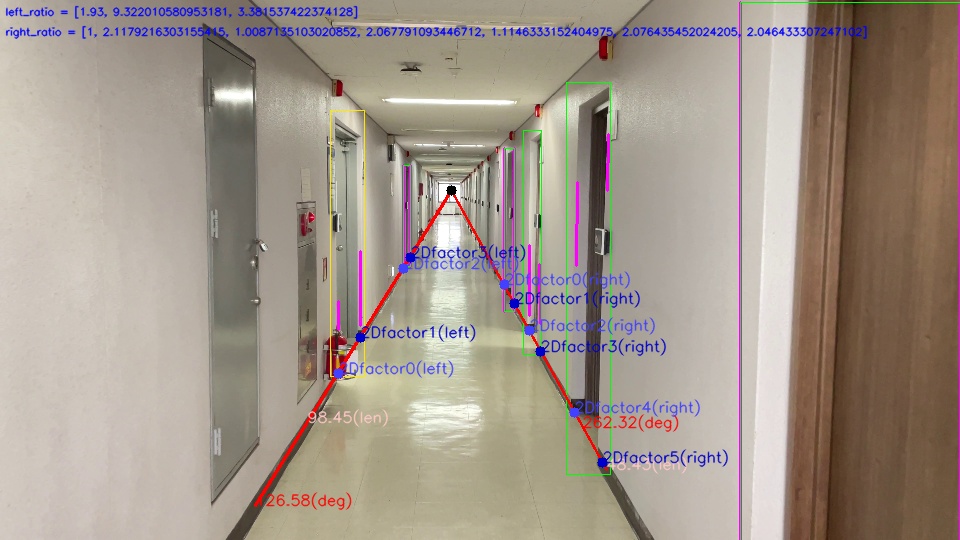 left_ratio = [1.93, 9.322010580953181, 3.381537422374128]
right_ratio = [1, 2.1179216303155415, 1.0087135103020852, 2.067791093446712, 1.1146333152404975, 2.076435452024205, 2.046433307247102]
2Dfactor3(left)
2Dfactor2(left)
2Dfactor0(right)
2Dfactor1(right)
2Dfactor2(right)
2Dfactor1(left)
2Dfactor3(right)
2Dfactor0(left)
2Dfactor4(right)
98.45(len)
262.32(deg)
2Dfactor5(right)
26.58(deg)